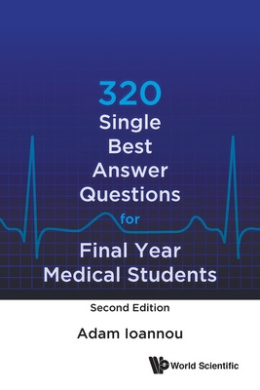 320
Single
Best
Answer
Questions
for
Final Year
Medical Students
Second Edition
Adam Ioannou
World Scientific